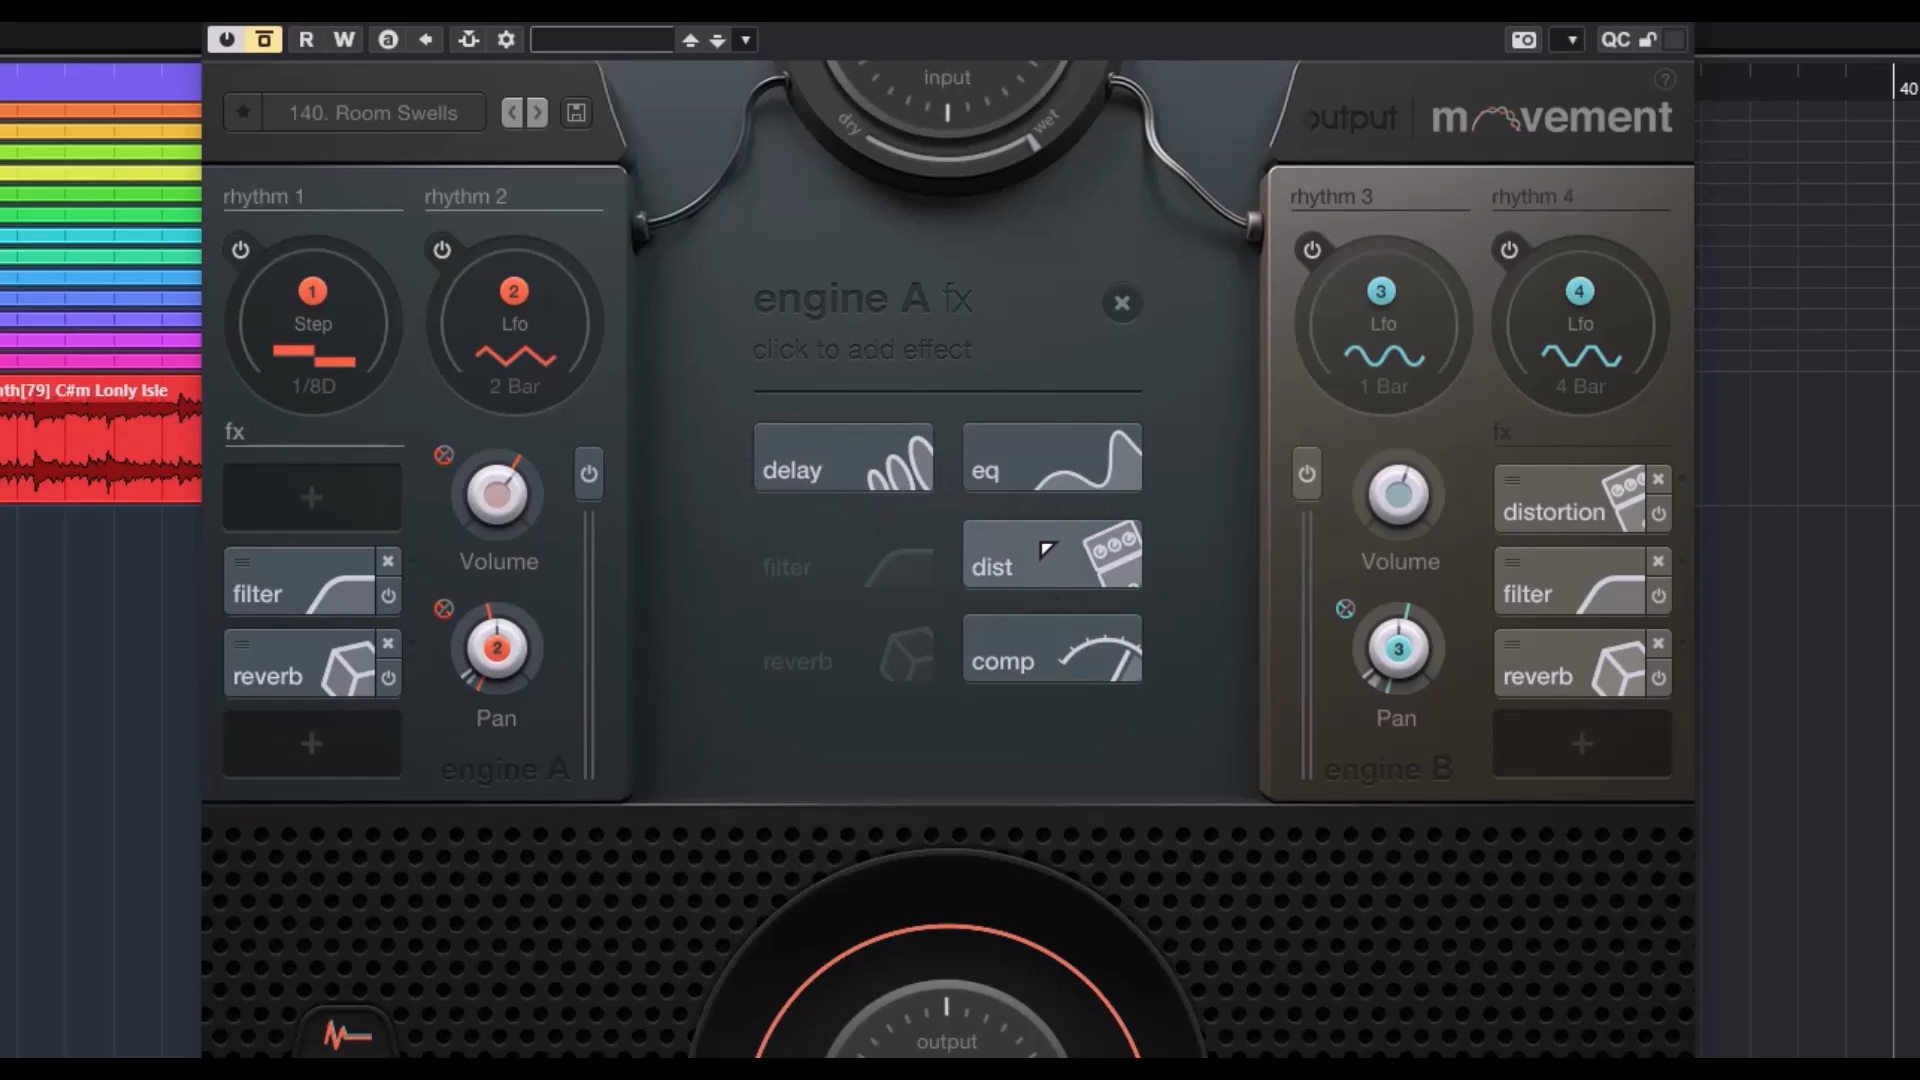 R W a QC
140. Room Swells
input
dry wet
?
output | movement
40
rhythm 1
rhythm 2
rhythm 3
rhythm 4
1
Step
1/8D
2
Lfo
2 Bar
3
Lfo
1 Bar
4
Lfo
4 Bar
nth[79] C#m Lonly Isle
engine A fx
click to add effect
delay
eq
filter
dist
reverb
comp
fx
+
filter
reverb
+
Volume
2
Pan
engine A
Volume
3
Pan
engine B
fx
distortion
filter
reverb
+
output